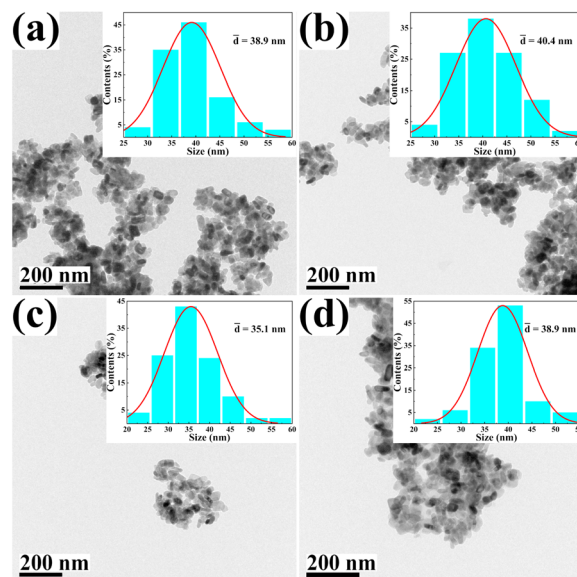 (a)
Contents (%)
45
35
25
15
5
d̄ = 38.9 nm
25 30 35 40 45 50 55 60
Size (nm)
200 nm
(b)
Contents (%)
35
25
15
5
d̄ = 40.4 nm
25 30 35 40 45 50 55 60
Size (nm)
200 nm
(c)
Contents (%)
45
35
25
15
5
d̄ = 35.1 nm
20 25 30 35 40 45 50 55 60
Size (nm)
200 nm
(d)
Contents (%)
55
45
35
25
15
5
d̄ = 38.9 nm
20 25 30 35 40 45 50 55
Size (nm)
200 nm